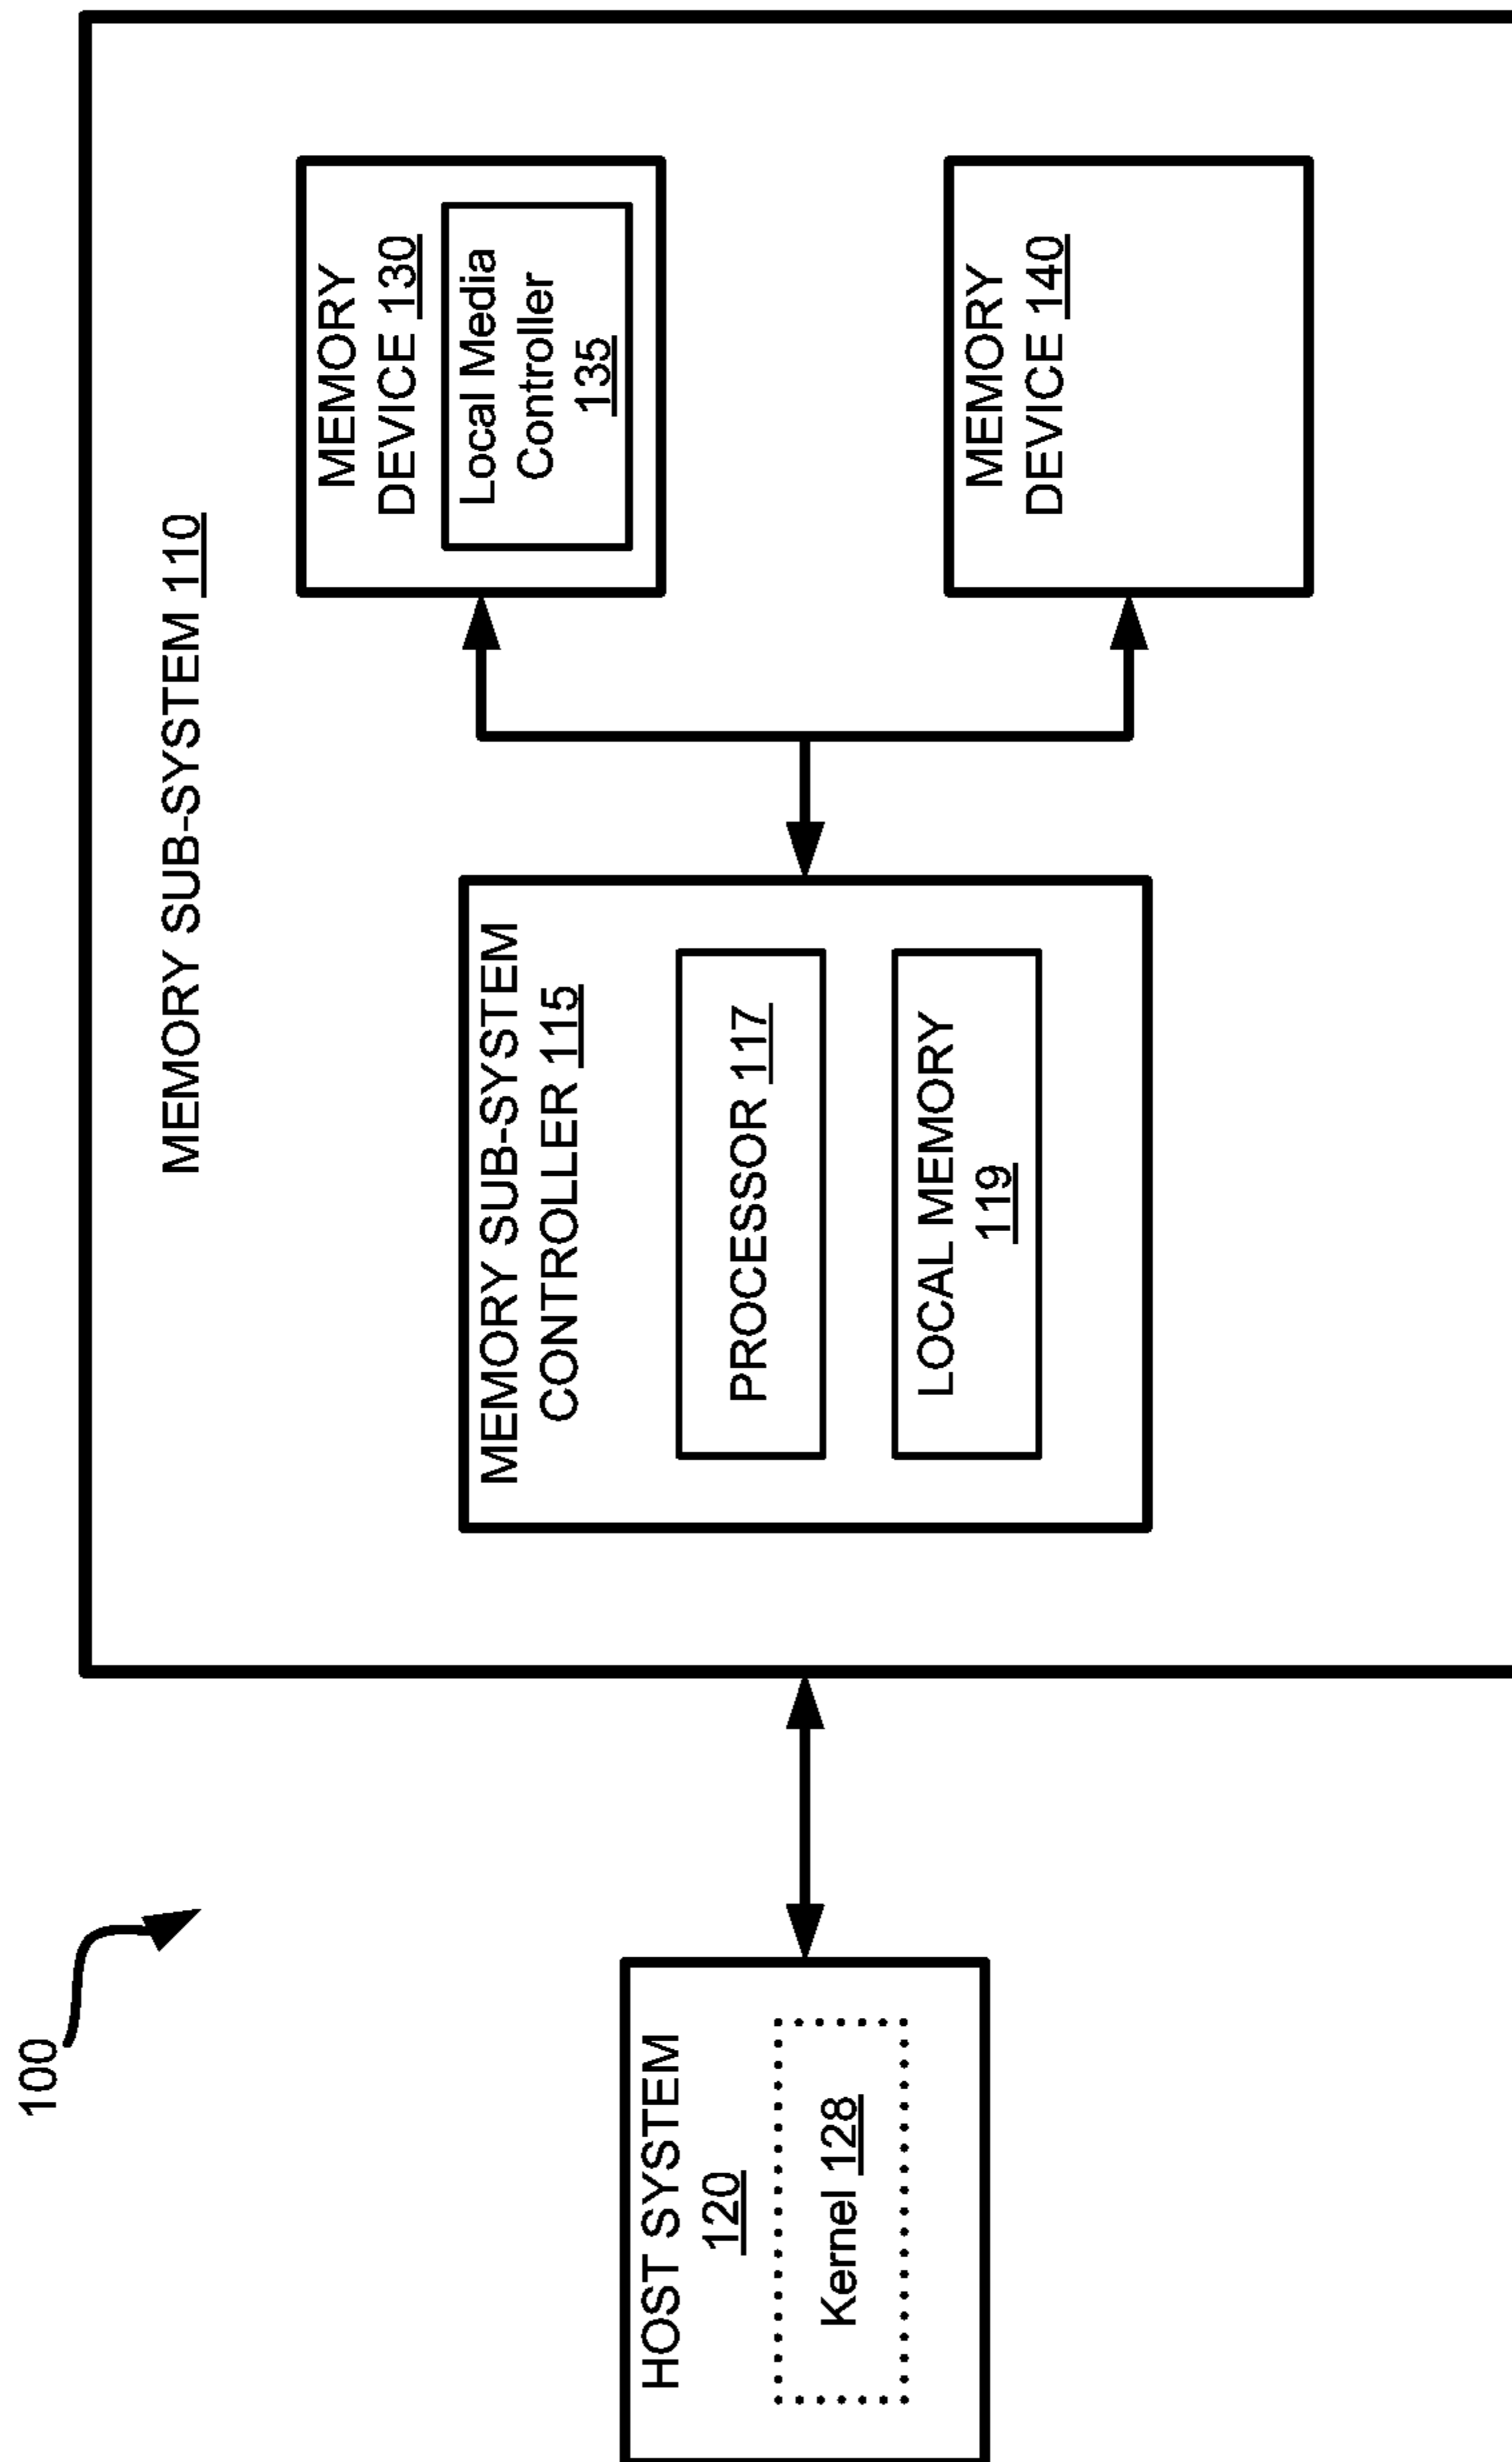 100
HOST SYSTEM
120
Kernel 128
MEMORY SUB-SYSTEM 110
MEMORY SUB-SYSTEM
CONTROLLER 115
PROCESSOR 117
LOCAL MEMORY
119
MEMORY
DEVICE 130
Local Media
Controller
135
MEMORY
DEVICE 140